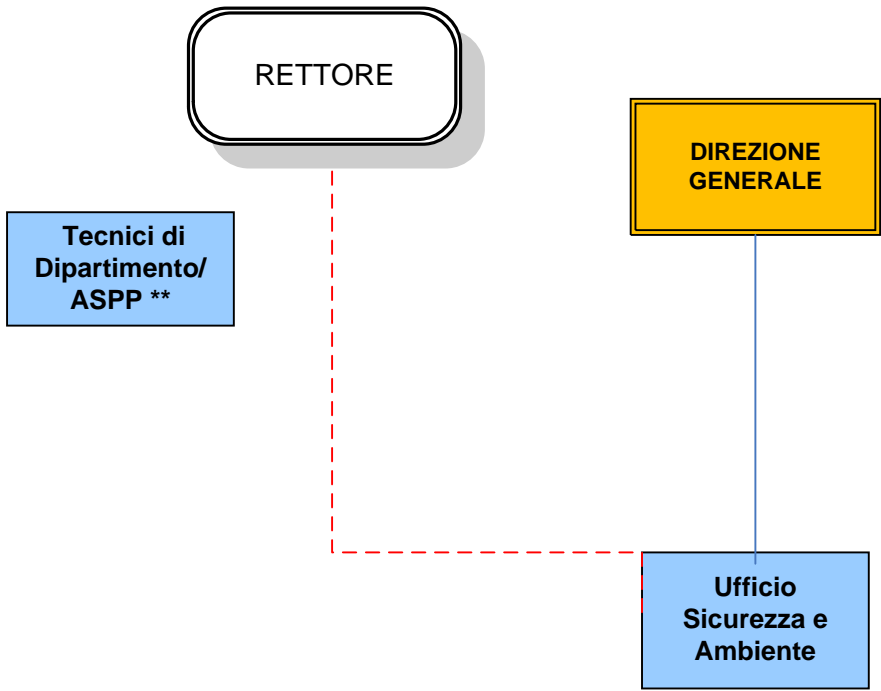 RETTORE
DIREZIONE
GENERALE
Tecnici di
Dipartimento/
ASPP **
Ufficio
Sicurezza e
Ambiente